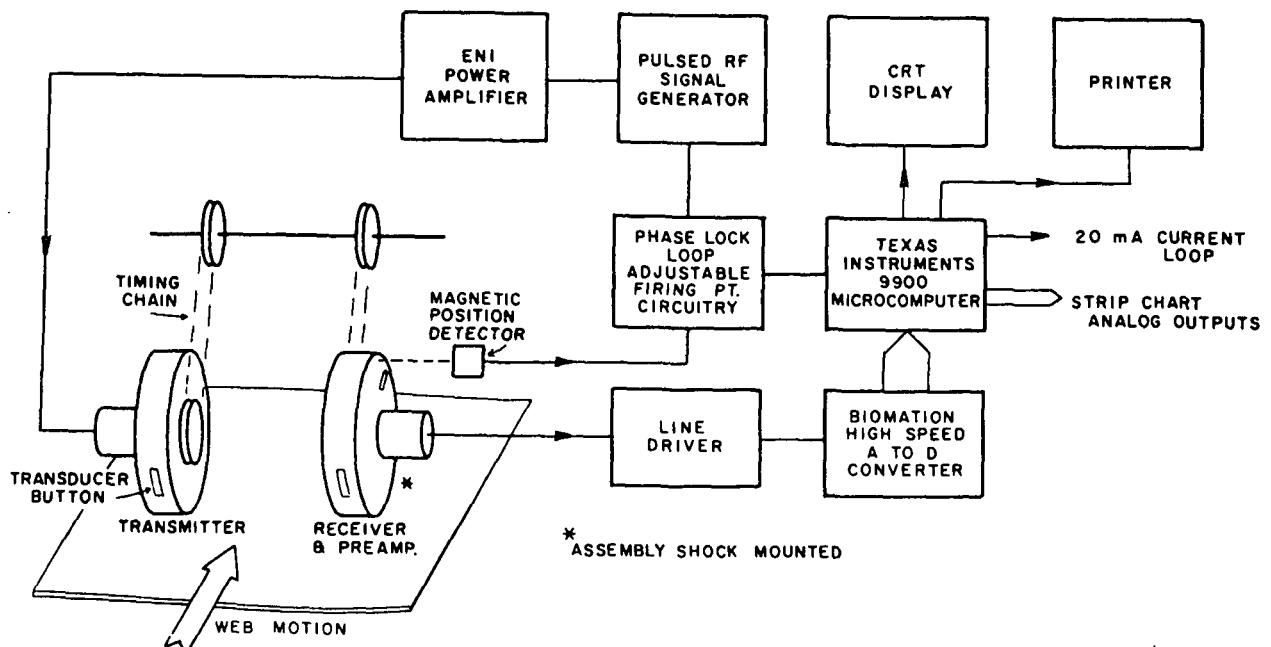 ENI
POWER
AMPLIFIER
PULSED RF
SIGNAL
GENERATOR
CRT
DISPLAY
PRINTER
TIMING
CHAIN
MAGNETIC
POSITION
DETECTOR
PHASE LOCK
LOOP
ADJUSTABLE
FIRING PT.
CIRCUITRY
TEXAS
INSTRUMENTS
9900
MICROCOMPUTER
20 mA CURRENT
LOOP
STRIP CHART
ANALOG OUTPUTS
TRANSDUCER
BUTTON
TRANSMITTER
RECEIVER
& PREAMP.
*
LINE
DRIVER
BIOMATION
HIGH SPEED
A TO D
CONVERTER
*ASSEMBLY SHOCK MOUNTED
WEB MOTION